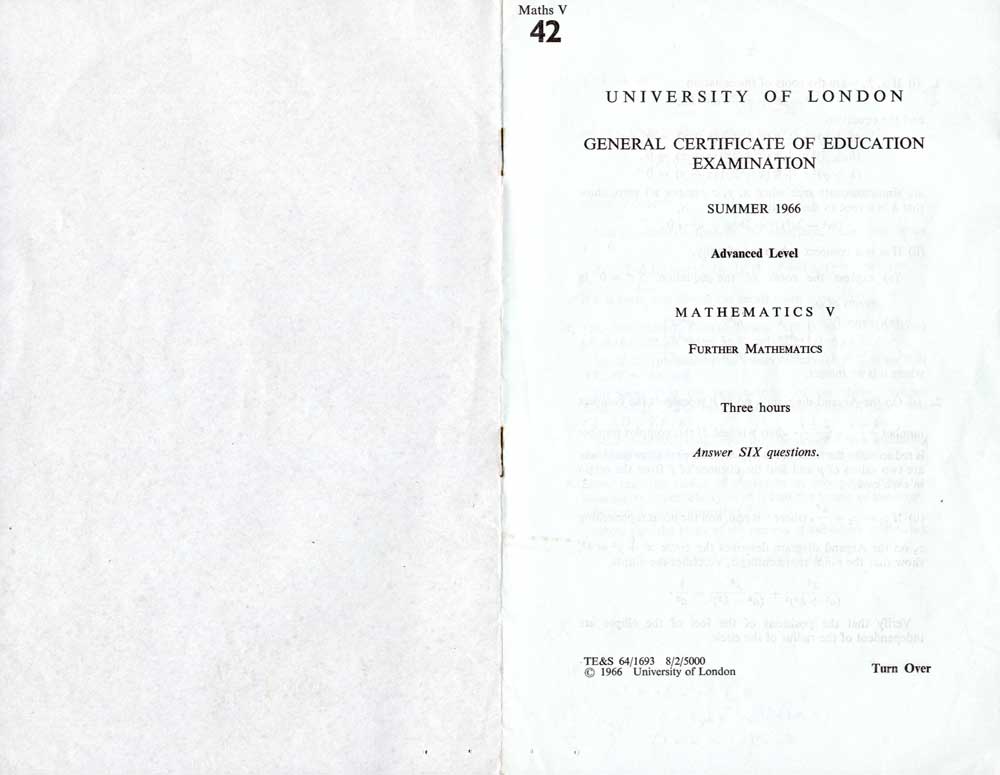 Maths V
42
UNIVERSITY OF LONDON
GENERAL CERTIFICATE OF EDUCATION
EXAMINATION
SUMMER 1966
Advanced Level
MATHEMATICS V
FURTHER MATHEMATICS
Three hours
Answer SIX questions.
TE&S 64/1693 8/2/5000
© 1966 University of London
Turn Over